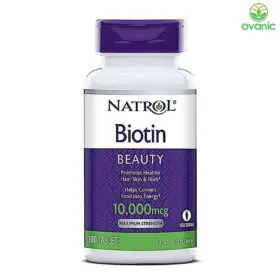 ovanic
NATROL®
Biotin
BEAUTY
Promotes Healthy
Hair, Skin & Nails†
Helps Convert
Food into Energy†
10,000mcg
MAXIMUM STRENGTH
100 TABLETS